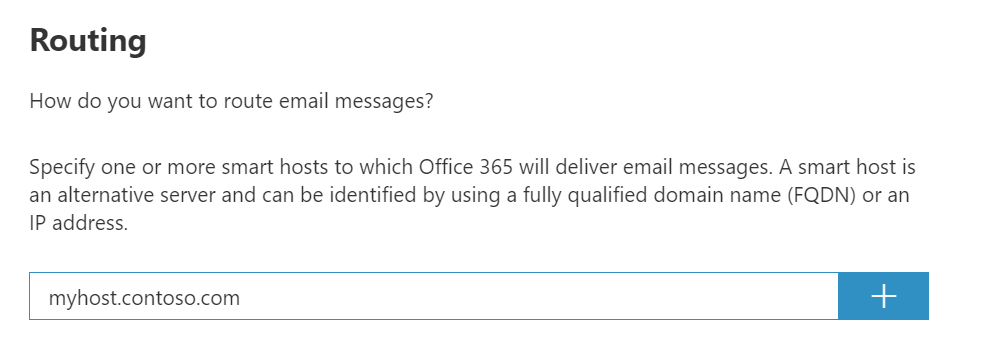 Routing
How do you want to route email messages?
Specify one or more smart hosts to which Office 365 will deliver email messages. A smart host is
an alternative server and can be identified by using a fully qualified domain name (FQDN) or an
IP address.
myhost.contoso.com